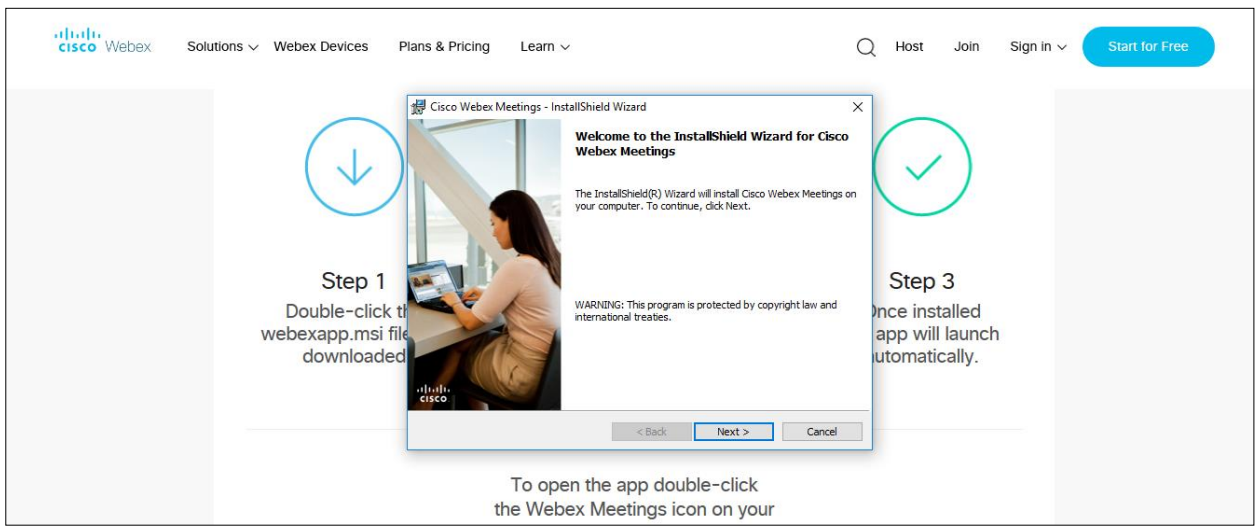 CISCO Webex
Solutions Webex Devices Plans & Pricing Learn Host Join Sign in Start for Free
Cisco Webex Meetings - InstallShield Wizard
Welcome to the InstallShield Wizard for Cisco
Webex Meetings
The InstallShield(R) Wizard will install Cisco Webex Meetings on
your computer. To continue, click Next.
WARNING: This program is protected by copyright law and
international treaties.
CISCO
< Back Next > Cancel
Step 1
Double-click
webexapp.msi file
downloaded
Step 3
installed
app will launch
To open the app double-click
the Webex Meetings icon on your